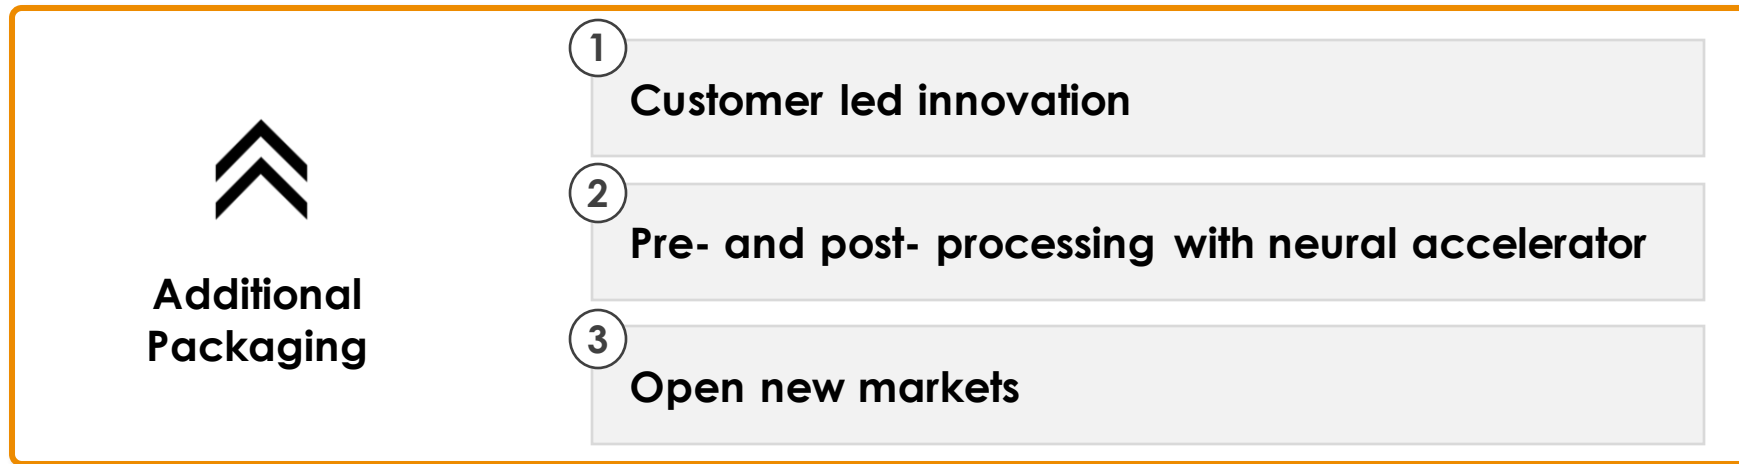 Additional
Packaging
1
Customer led innovation
2
Pre- and post- processing with neural accelerator
3
Open new markets